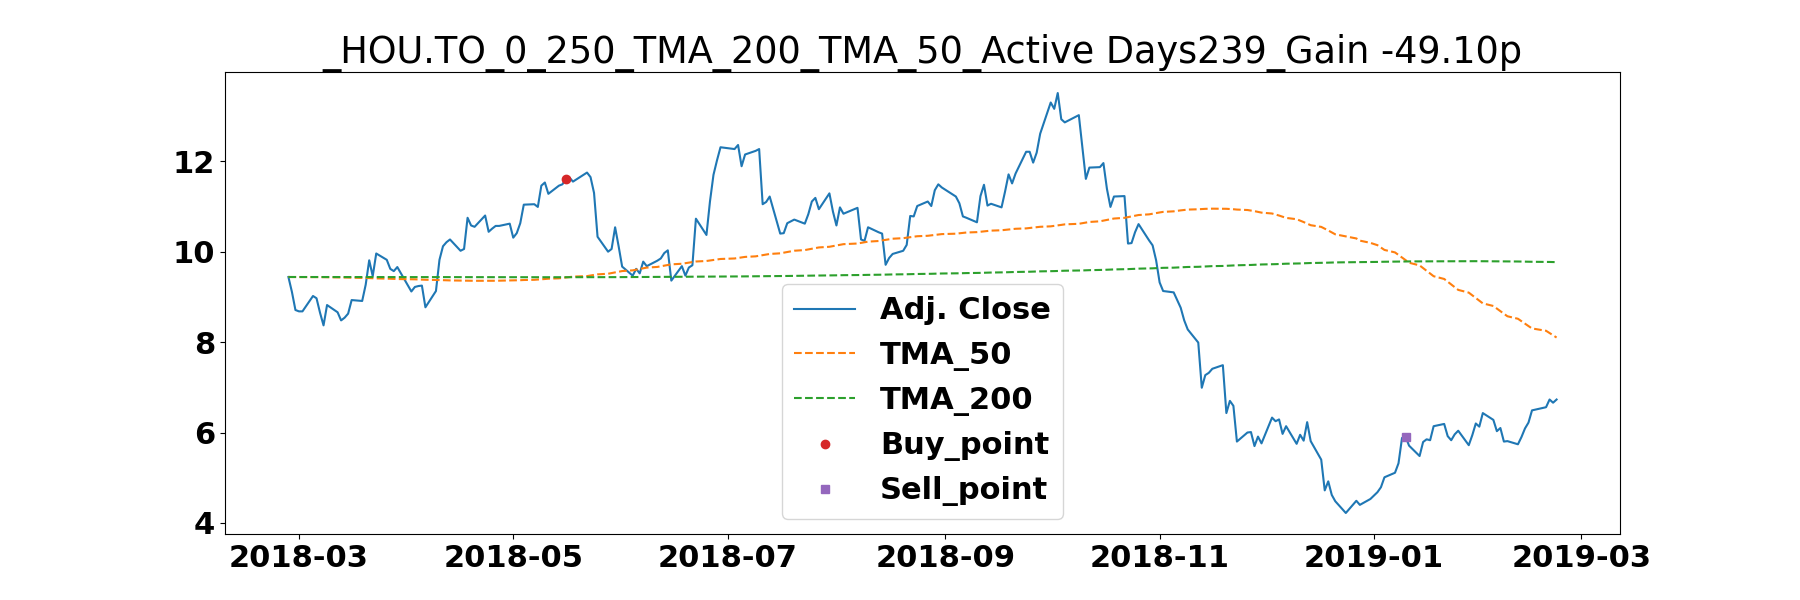 _HOU.TO_0_250_TMA_200_TMA_50_Active Days239_Gain -49.10p
12
10
8
6
4
Adj. Close
TMA_50
TMA_200
Buy_point
Sell_point
2018-03 2018-05 2018-07 2018-09 2018-11 2019-01 2019-03